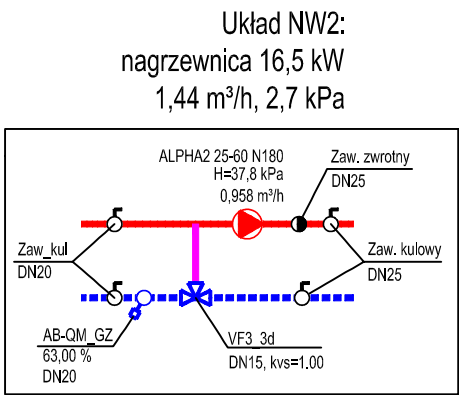 Układ NW2:
nagrzewnica 16,5 kW
1,44 m³/h, 2,7 kPa
ALPHA2 25-60 N180
H=37,8 kPa
0,958 m³/h
Zaw. zwrotny
DN25
Zaw_kul
DN20
Zaw. kulowy
DN25
AB-QM_GZ
63,00 %
DN20
VF3_3d
DN15, kvs=1.00